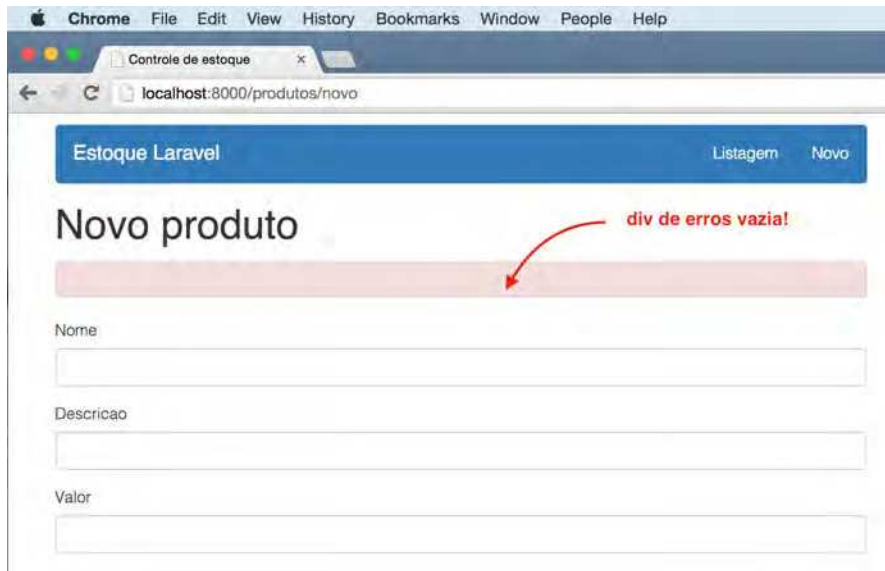 Chrome File Edit View History Bookmarks Window People Help
Controle de estoque
localhost:8000/produtos/novo
Estoque Laravel Listagem Novo
Novo produto
div de erros vazia!
Nome
Descricao
Valor